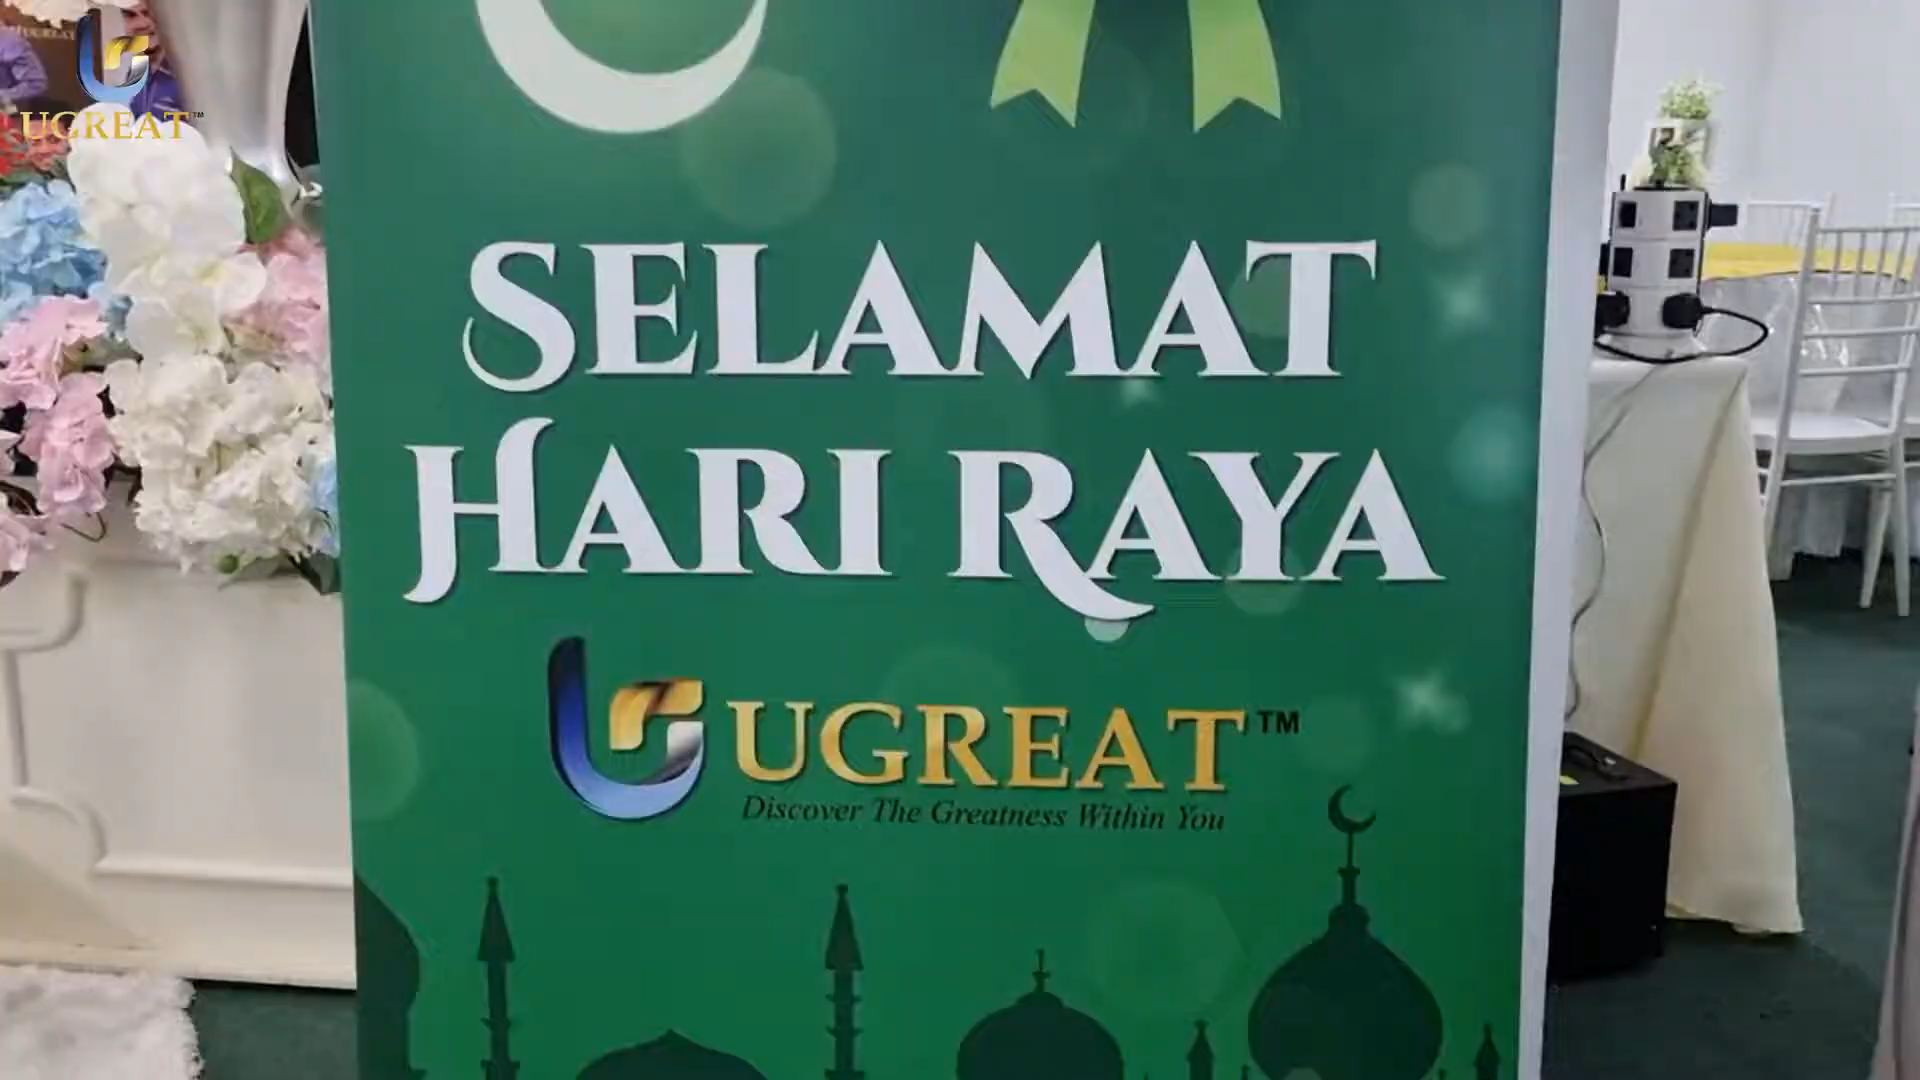 UGREAT™
SELAMAT
HARI RAYA
UGREAT™
Discover The Greatness Within You